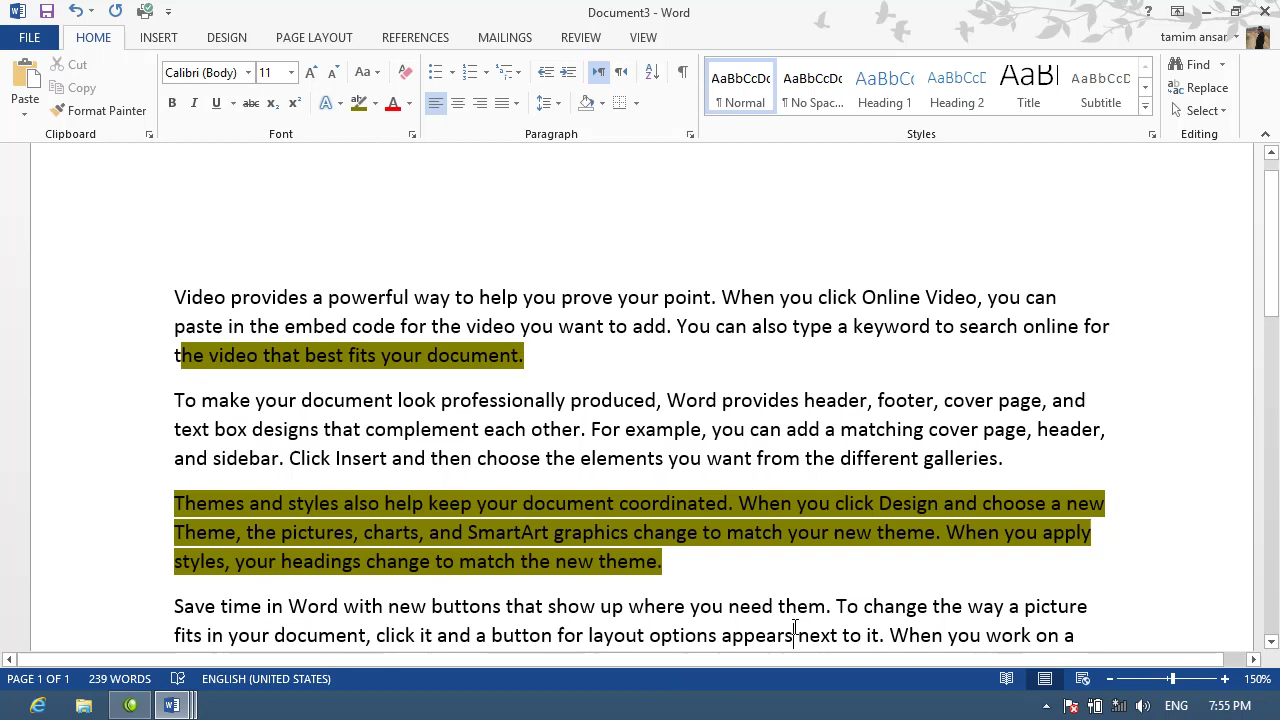 Document3 - Word
FILE HOME INSERT DESIGN PAGE LAYOUT REFERENCES MAILINGS REVIEW VIEW tamim ansar
Paste
Cut
Copy
Format Painter
Clipboard
Calibri (Body) 11
Font
Paragraph
AaBbCcDc AaBbCcDc AaBbCc AaBbCcC AaBl AaBbCcD
¶ Normal ¶ No Spac... Heading 1 Heading 2 Title Subtitle
Styles
Find
Replace
Select
Editing
Video provides a powerful way to help you prove your point. When you click Online Video, you can
paste in the embed code for the video you want to add. You can also type a keyword to search online for
the video that best fits your document.
To make your document look professionally produced, Word provides header, footer, cover page, and
text box designs that complement each other. For example, you can add a matching cover page, header,
and sidebar. Click Insert and then choose the elements you want from the different galleries.
Themes and styles also help keep your document coordinated. When you click Design and choose a new
Theme, the pictures, charts, and SmartArt graphics change to match your new theme. When you apply
styles, your headings change to match the new theme.
Save time in Word with new buttons that show up where you need them. To change the way a picture
fits in your document, click it and a button for layout options appears next to it. When you work on a
PAGE 1 OF 1 239 WORDS ENGLISH (UNITED STATES) 150%
ENG 7:55 PM